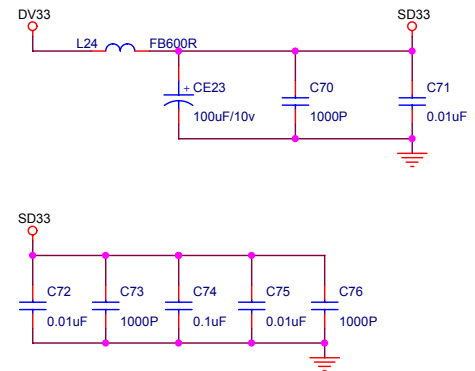 DV33 SD33
L24 FB600R
CE23 C70 C71
100uF/10v 1000P 0.01uF
SD33
C72 C73 C74 C75 C76
0.01uF 1000P 0.1uF 0.01uF 1000P